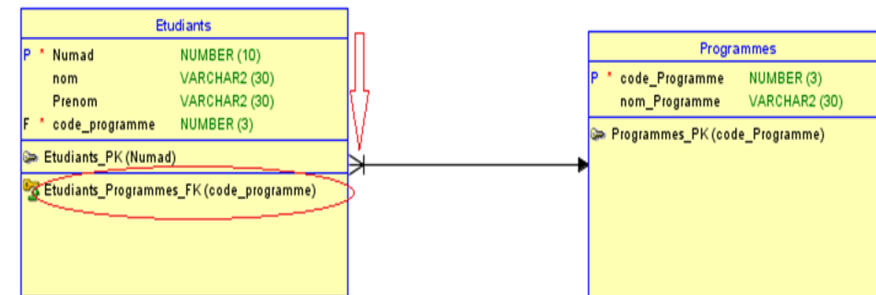 Etudiants
P * Numad NUMBER (10)
nom VARCHAR2 (30)
Prenom VARCHAR2 (30)
F * code_programme NUMBER (3)
Etudiants_PK (Numad)
Etudiants_Programmes_FK (code_programme)
Programmes
P * code_Programme NUMBER (3)
nom_Programme VARCHAR2 (30)
Programmes_PK (code_Programme)